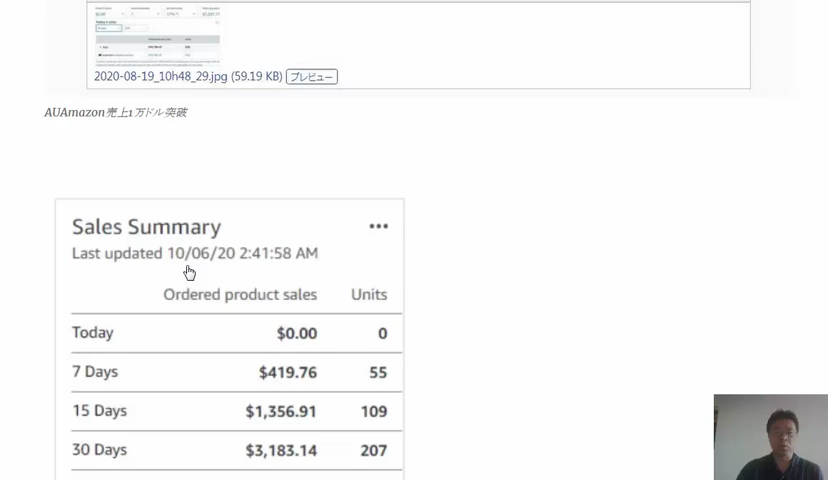 2020-08-19_10h48_29.jpg (59.19 KB) プレビュー
AUAmazon売上1万ドル突破
Sales Summary
Last updated 10/06/20 2:41:58 AM
Ordered product sales Units
Today $0.00 0
7 Days $419.76 55
15 Days $1,356.91 109
30 Days $3,183.14 207